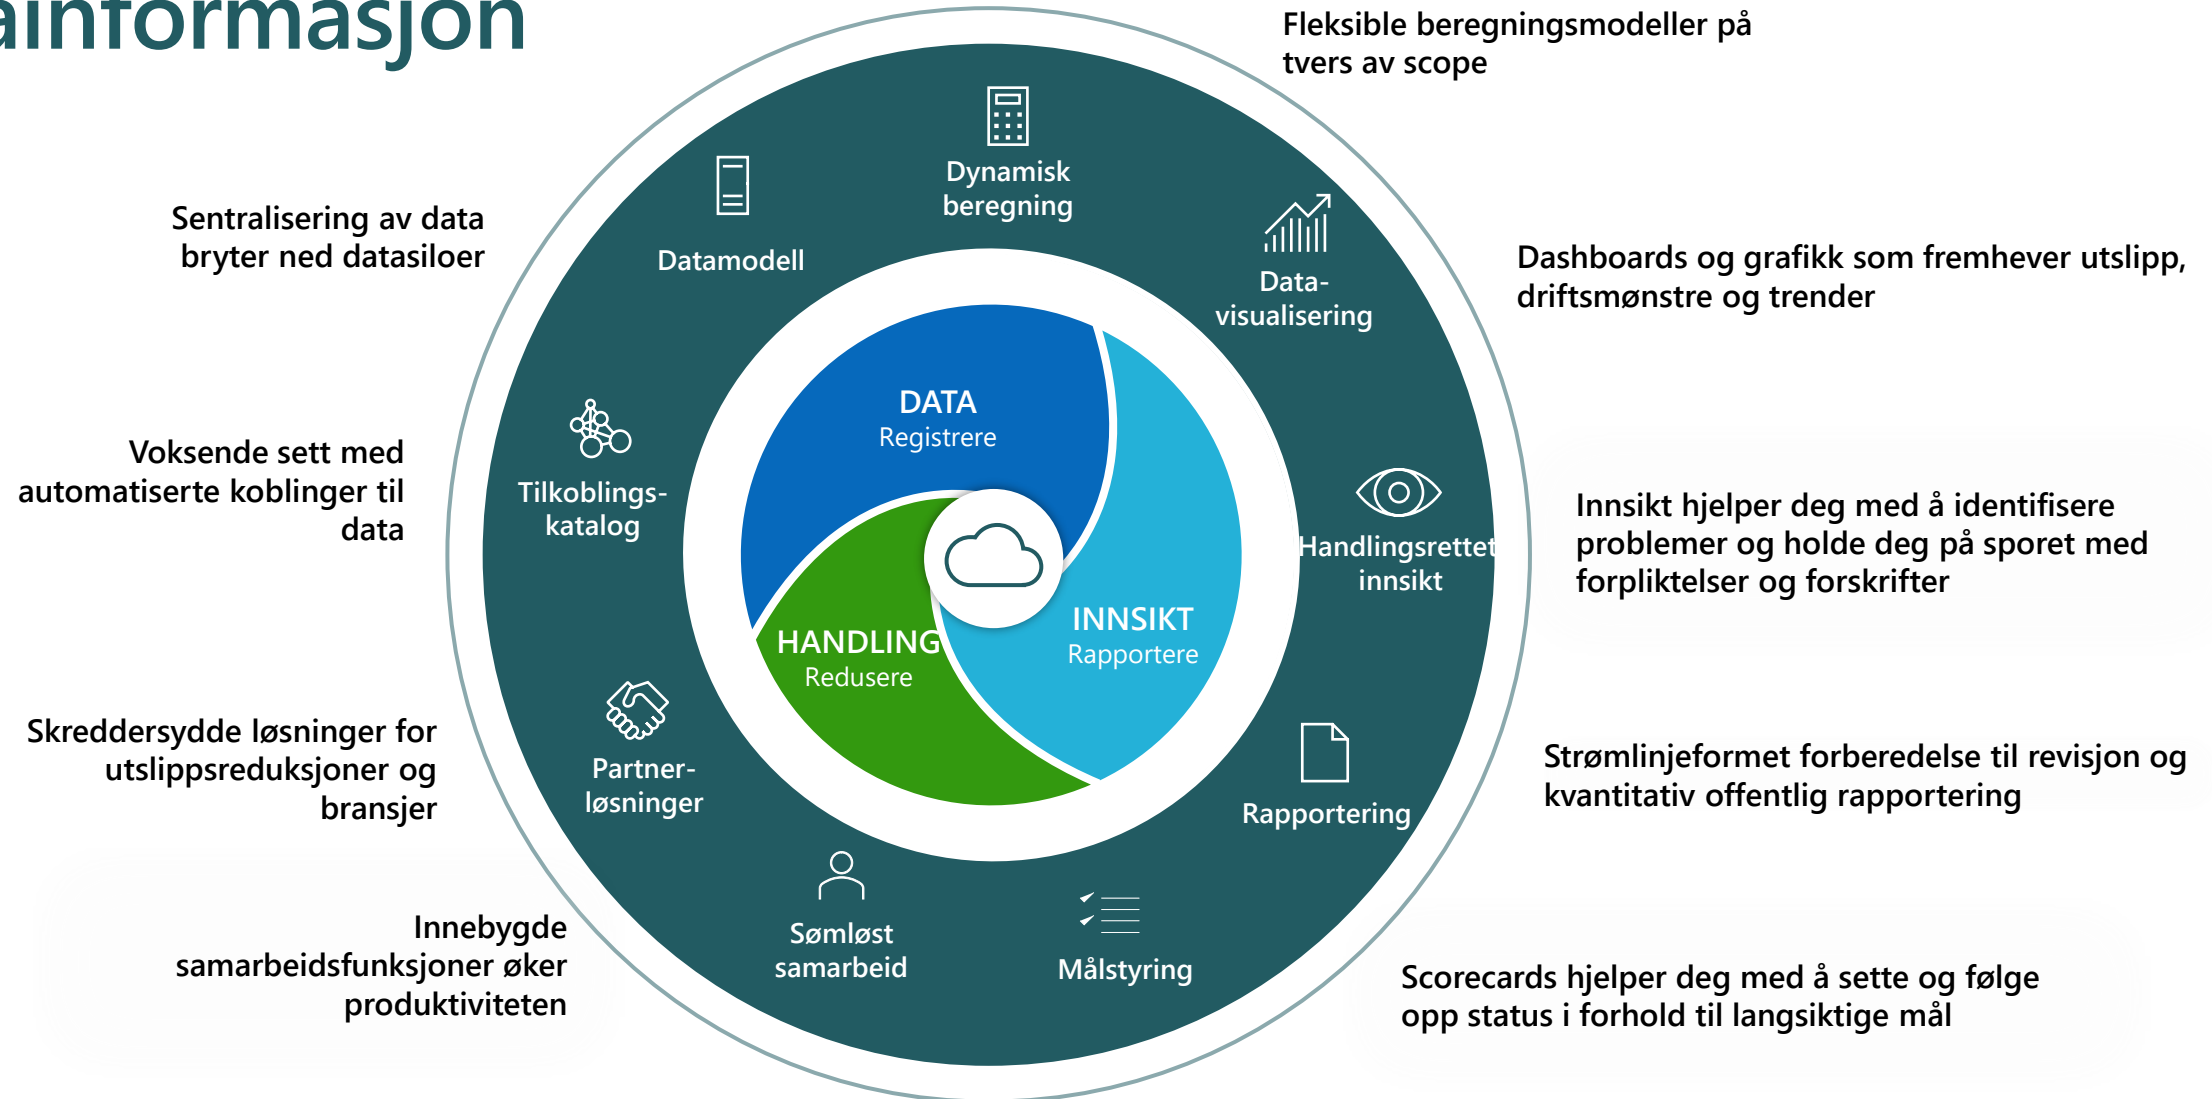 ainformasjon
Fleksible beregningsmodeller på
tvers av scope
Dynamisk
beregning
Datamodell
Data-
visualisering
Sentralisering av data
bryter ned datasiloer
Dashboards og grafikk som fremhever utslipp,
driftsmønstre og trender
DATA
Registrere
Voksende sett med
automatiserte koblinger til
data
Tilkoblings-
katalog
Handlingsrettet
innsikt
Innsikt hjelper deg med å identifisere
problemer og holde deg på sporet med
forpliktelser og forskrifter
INNSIKT
Rapportere
HANDLING
Redusere
Skreddersydde løsninger for
utslippsreduksjoner og
bransjer
Partner-
løsninger
Rapportering
Strømlinjeformet forberedelse til revisjon og
kvantitativ offentlig rapportering
Innebygde
samarbeidsfunksjoner øker
produktiviteten
Sømløst
samarbeid
Målstyring
Scorecards hjelper deg med å sette og følge
opp status i forhold til langsiktige mål